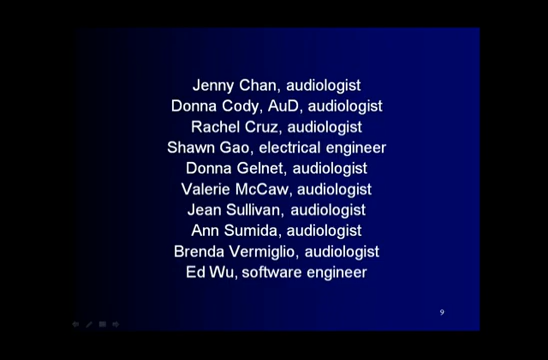 Jenny Chan, audiologist
Donna Cody, AuD, audiologist
Rachel Cruz, audiologist
Shawn Gao, electrical engineer
Donna Gelnet, audiologist
Valerie McCaw, audiologist
Jean Sullivan, audiologist
Ann Sumida, audiologist
Brenda Vermiglio, audiologist
Ed Wu, software engineer
9